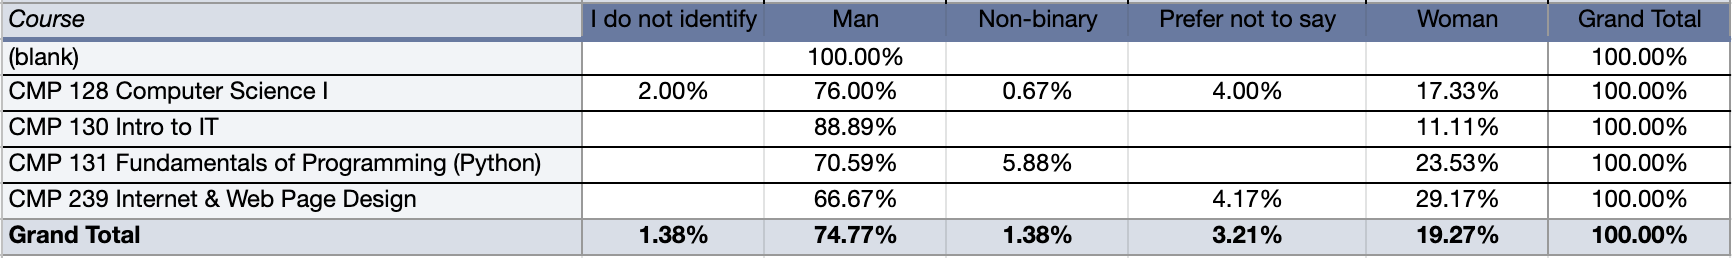 Course I do not identify Man Non-binary Prefer not to say Woman Grand Total
(blank) 100.00% 100.00%
CMP 128 Computer Science I 2.00% 76.00% 0.67% 4.00% 17.33% 100.00%
CMP 130 Intro to IT 88.89% 11.11% 100.00%
CMP 131 Fundamentals of Programming (Python) 70.59% 5.88% 23.53% 100.00%
CMP 239 Internet & Web Page Design 66.67% 4.17% 29.17% 100.00%
Grand Total 1.38% 74.77% 1.38% 3.21% 19.27% 100.00%